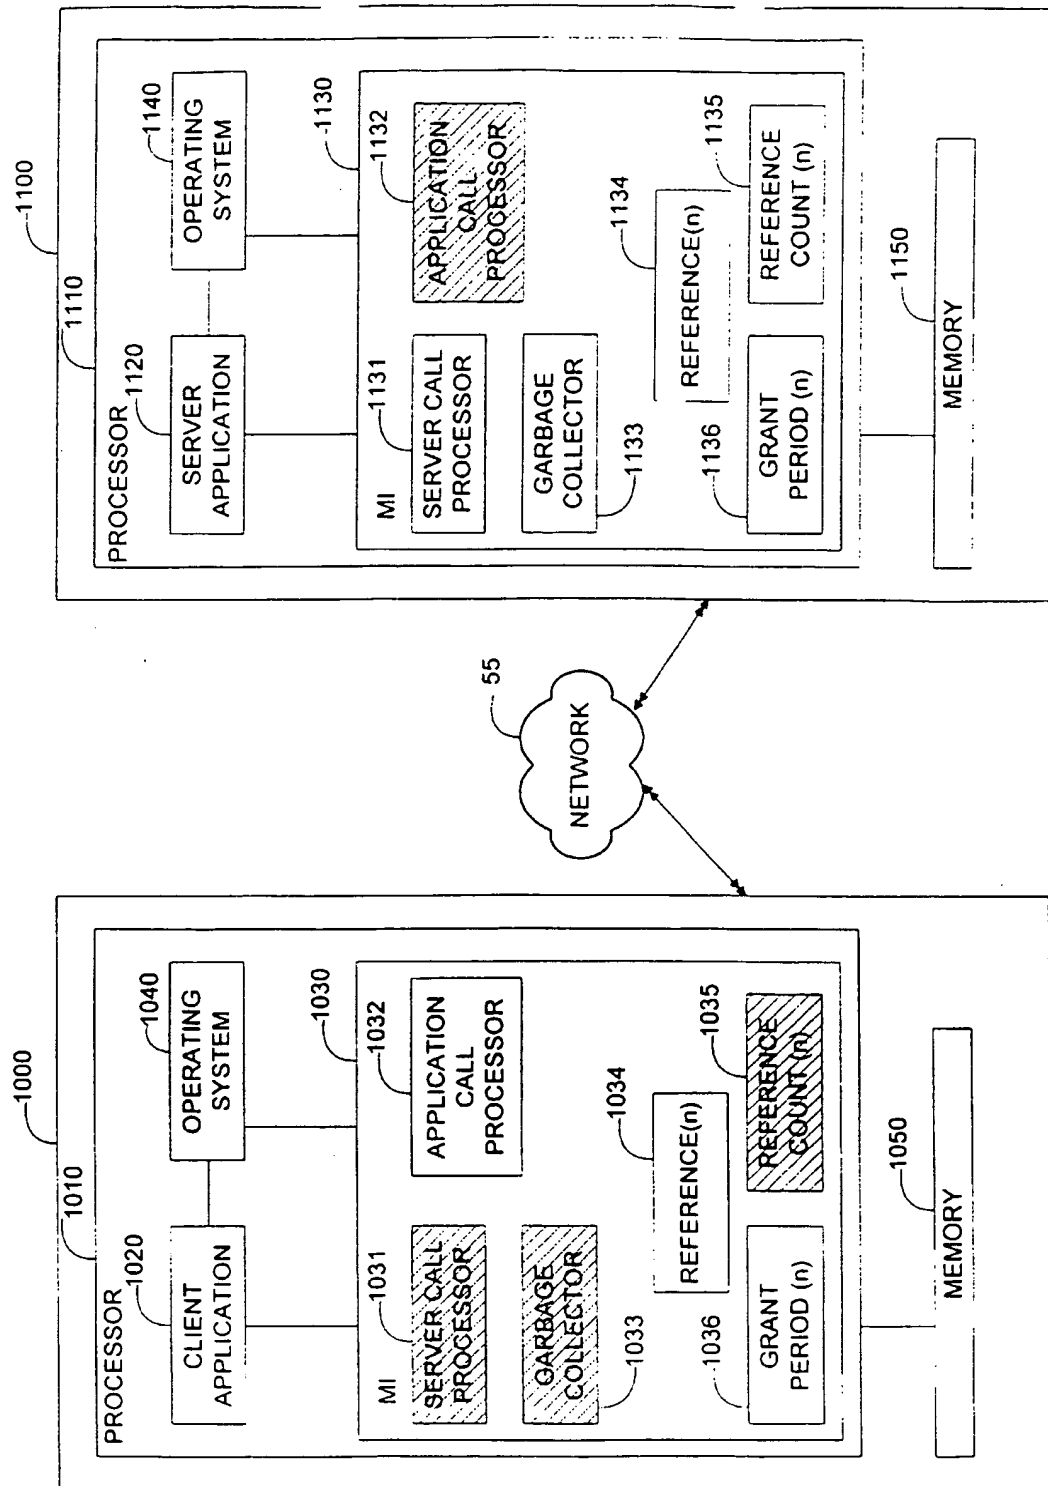 1000
1010
PROCESSOR
1020
CLIENT
APPLICATION
1040
OPERATING
SYSTEM
1030
MI
1031
SERVER CALL
PROCESSOR
1032
APPLICATION
CALL
PROCESSOR
GARBAGE
COLLECTOR
1033
1034
REFERENCE(n)
1036
GRANT
PERIOD (n)
1035
REFERENCE
COUNT (n)
1050
MEMORY
55
NETWORK
1100
1110
PROCESSOR
1120
SERVER
APPLICATION
1140
OPERATING
SYSTEM
1130
MI
1131
SERVER CALL
PROCESSOR
1132
APPLICATION
CALL
PROCESSOR
GARBAGE
COLLECTOR
1133
1134
REFERENCE(n)
1136
GRANT
PERIOD (n)
1135
REFERENCE
COUNT (n)
1150
MEMORY